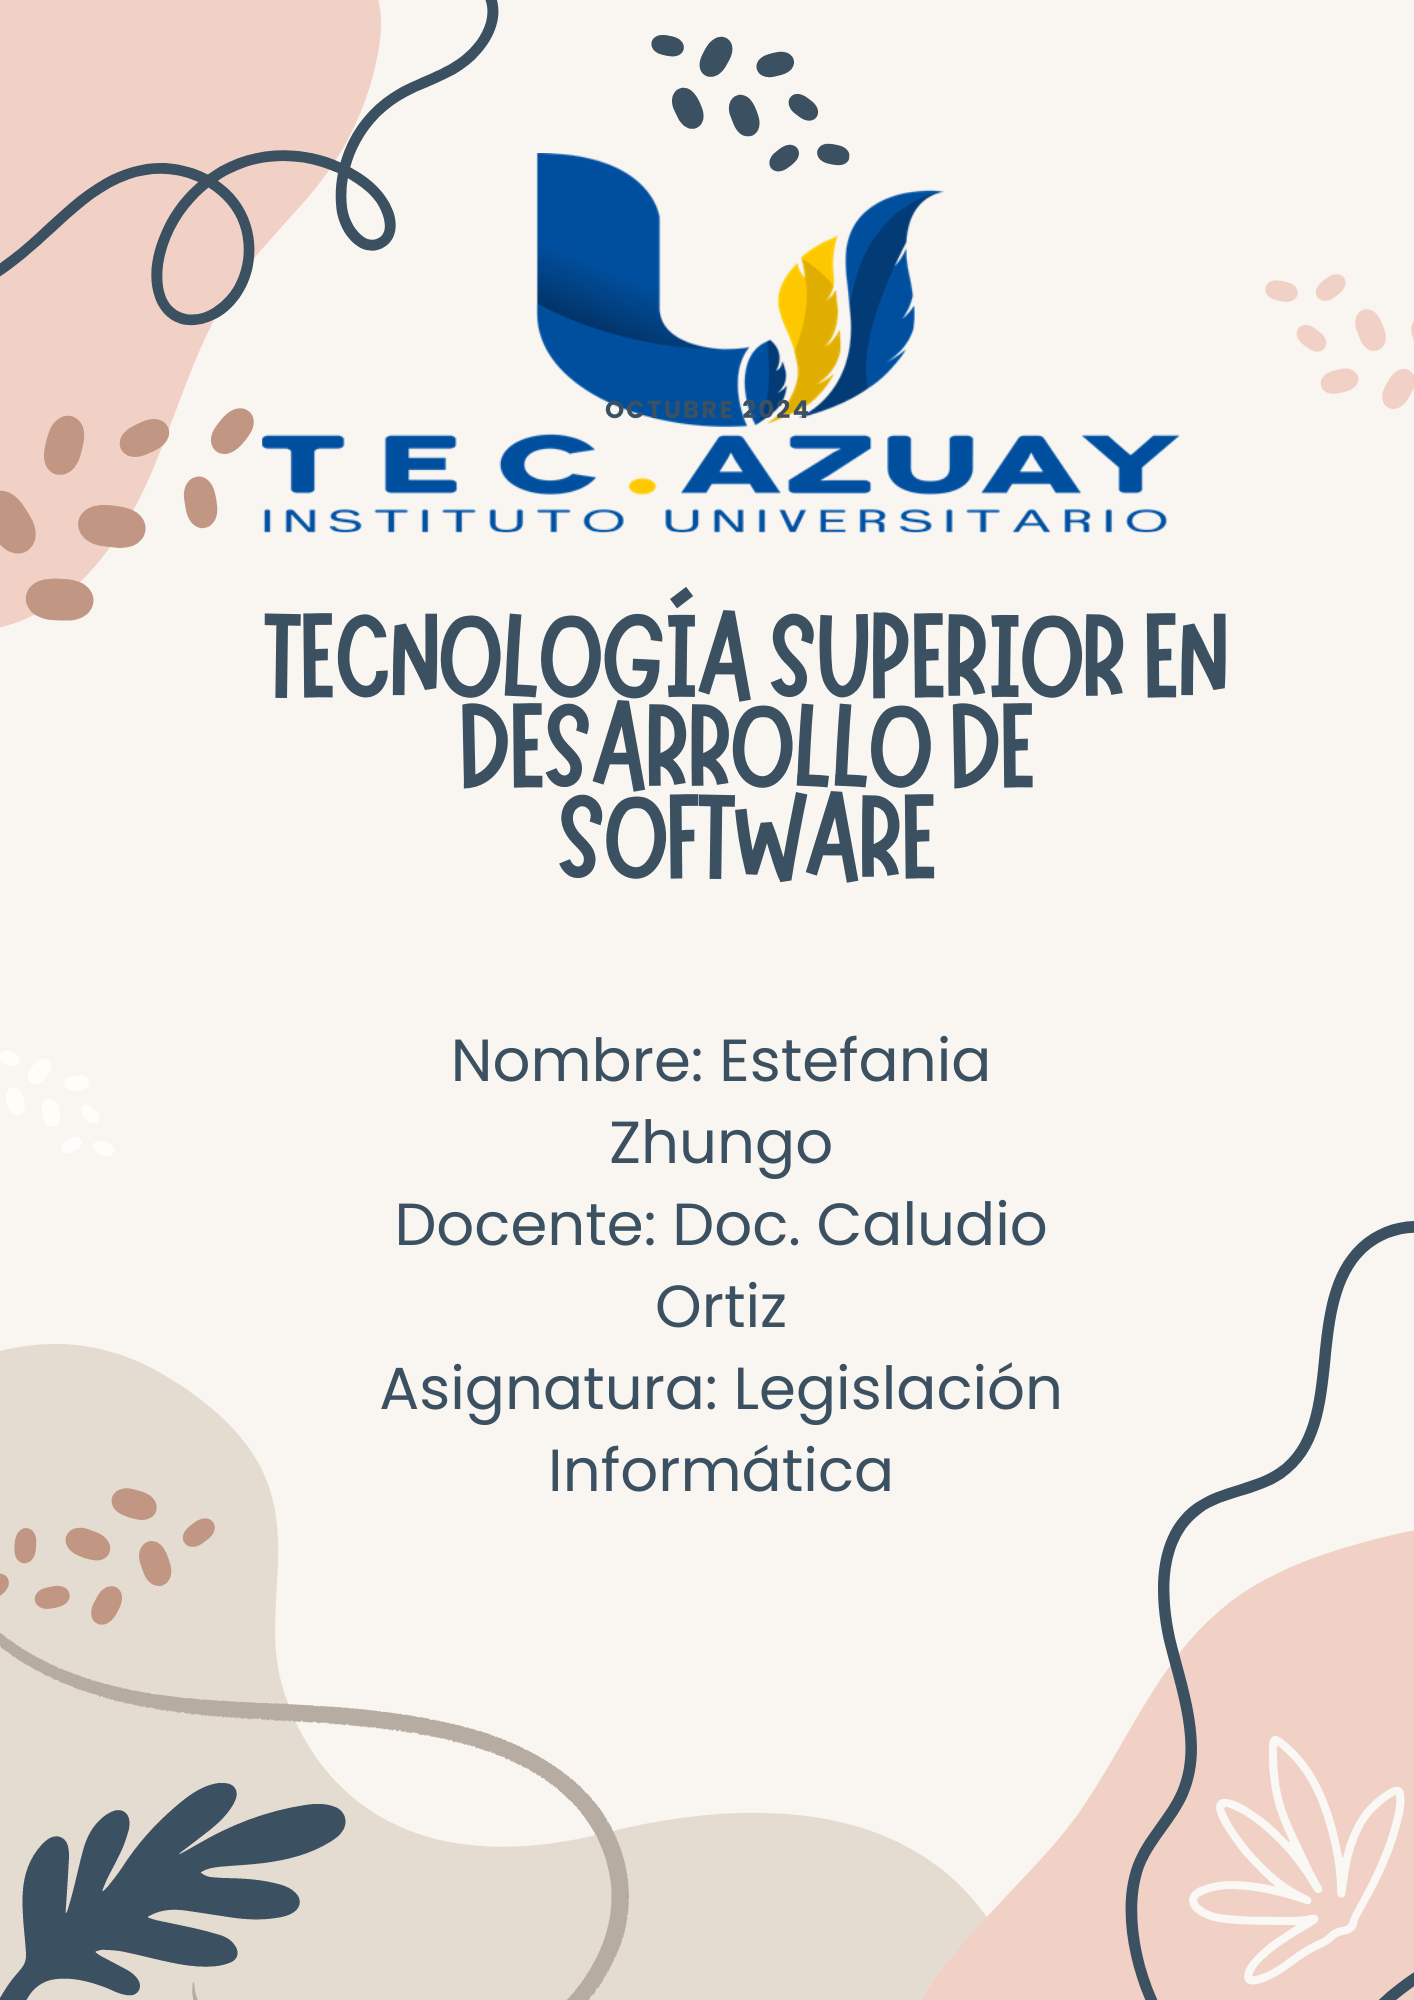 OCTUBRE 2024
TEC.AZUAY
INSTITUTO UNIVERSITARIO
TECNOLOGÍA SUPERIOR EN
DESARROLLO DE
SOFTWARE
Nombre: Estefania
Zhungo
Docente: Doc. Caludio
Ortiz
Asignatura: Legislación
Informática